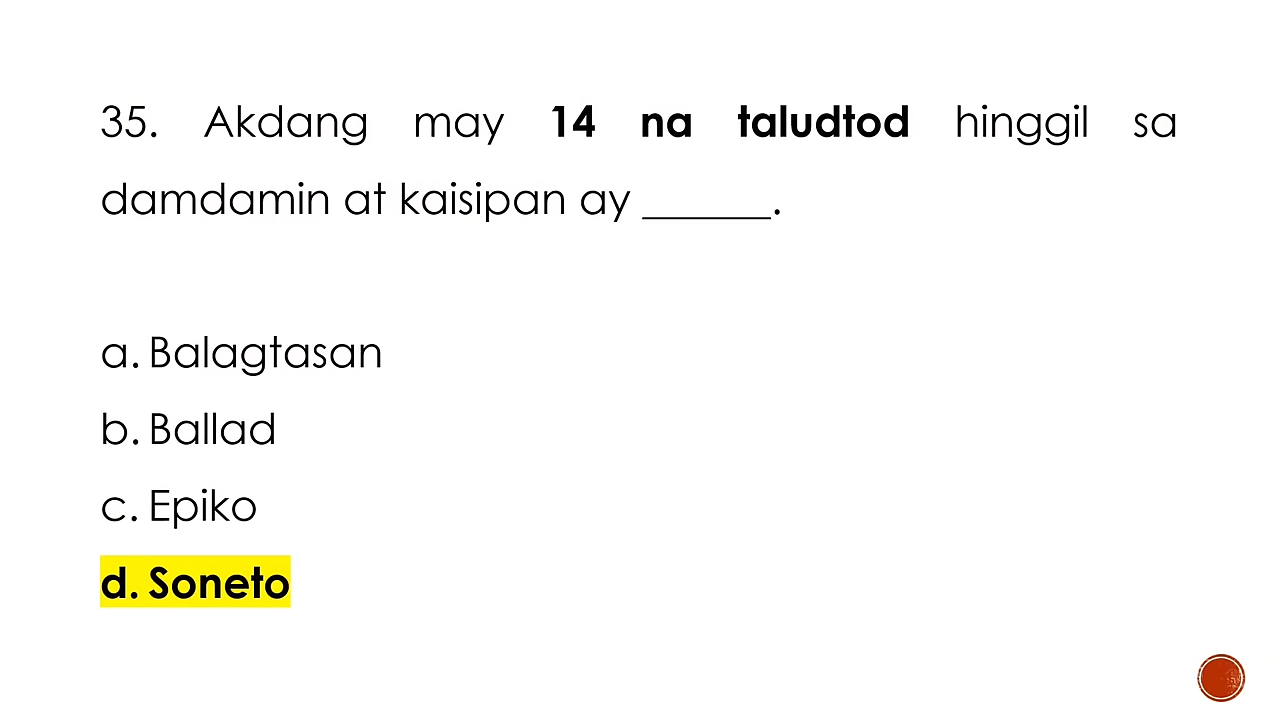 35. Akdang may 14 na taludtod hinggil sa
damdamin at kaisipan ay ______.
a. Balagtasan
b. Ballad
c. Epiko
d. Soneto